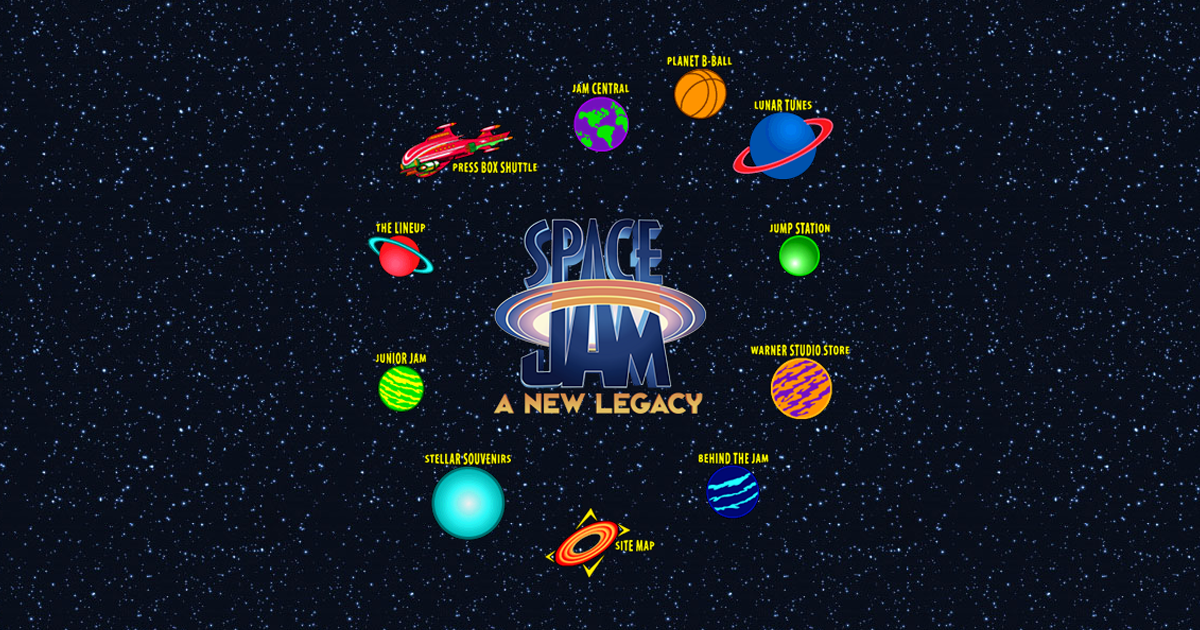 PLANET B-BALL
JAM CENTRAL
LUNAR TUNES
PRESS BOX SHUTTLE
THE LINEUP
JUMP STATION
SPACE
JAM
A NEW LEGACY
JUNIOR JAM
WARNER STUDIO STORE
STELLAR SOUVENIRS
BEHIND THE JAM
SITE MAP